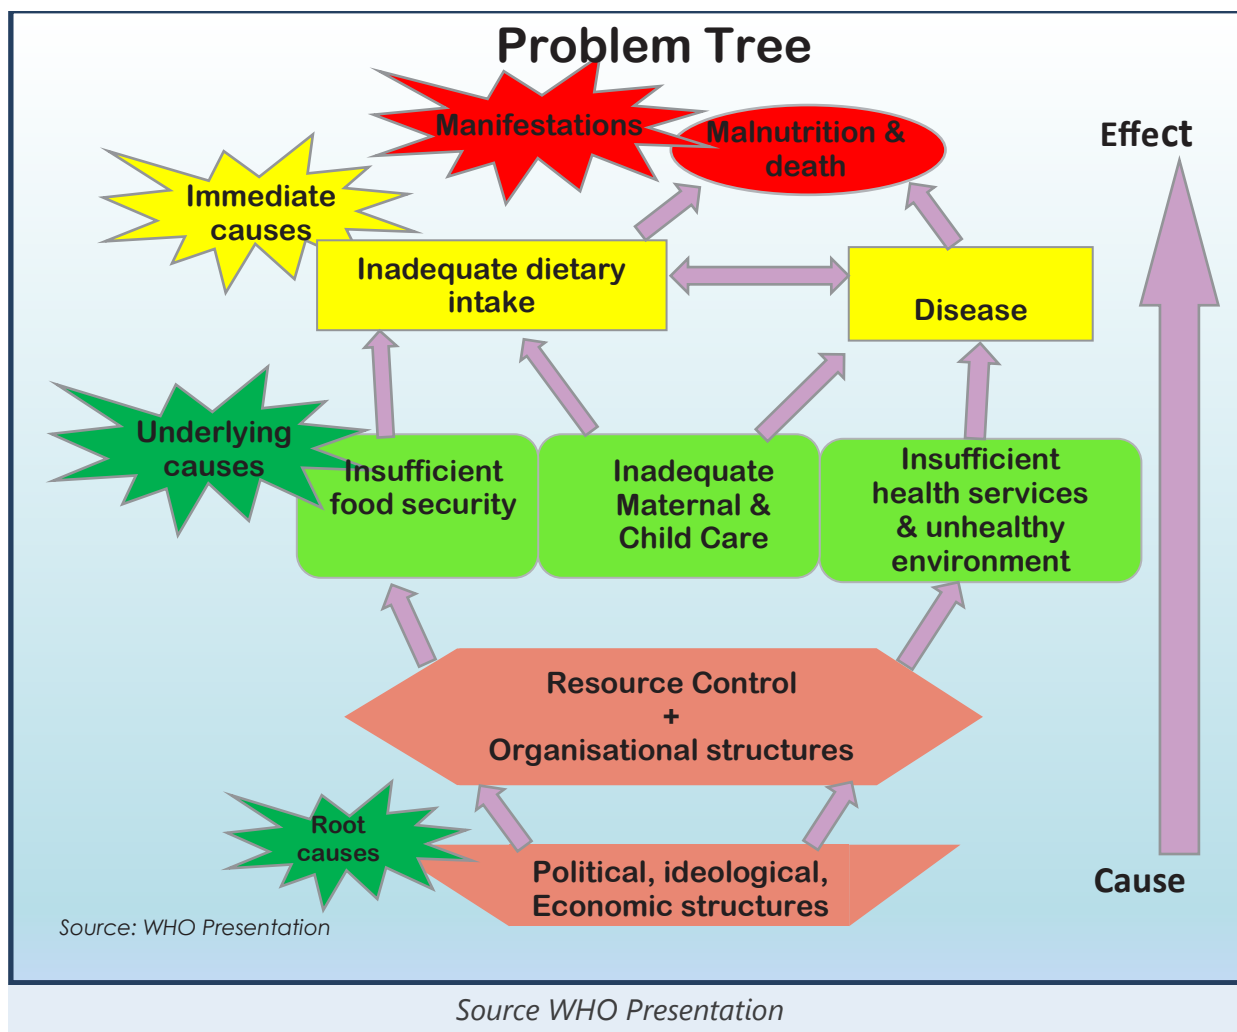 Problem Tree
Manifestations
Malnutrition &
death
Effect
Immediate
causes
Inadequate dietary
intake
Disease
Underlying
causes
Insufficient
food security
Inadequate
Maternal &
Child Care
Insufficient
health services
& unhealthy
environment
Resource Control
+
Organisational structures
Root
causes
Political, ideological,
Economic structures
Cause
Source: WHO Presentation
Source WHO Presentation